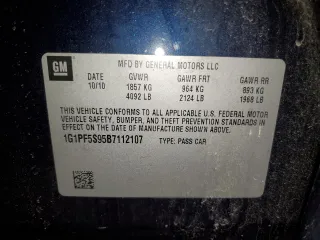 GM
MFD BY GENERAL MOTORS LLC
DATE GVWR GAWR FRT GAWR RR
10/10 1857 KG 964 KG 893 KG
4092 LB 2124 LB 1968 LB
THIS VEHICLE CONFORMS TO ALL APPLICABLE U.S. FEDERAL MOTOR
VEHICLE SAFETY, BUMPER, AND THEFT PREVENTION STANDARDS
IN EFFECT ON THE DATE OF MANUFACTURE SHOWN ABOVE.
1G1PF5S95B7112107 TYPE: PASS CAR